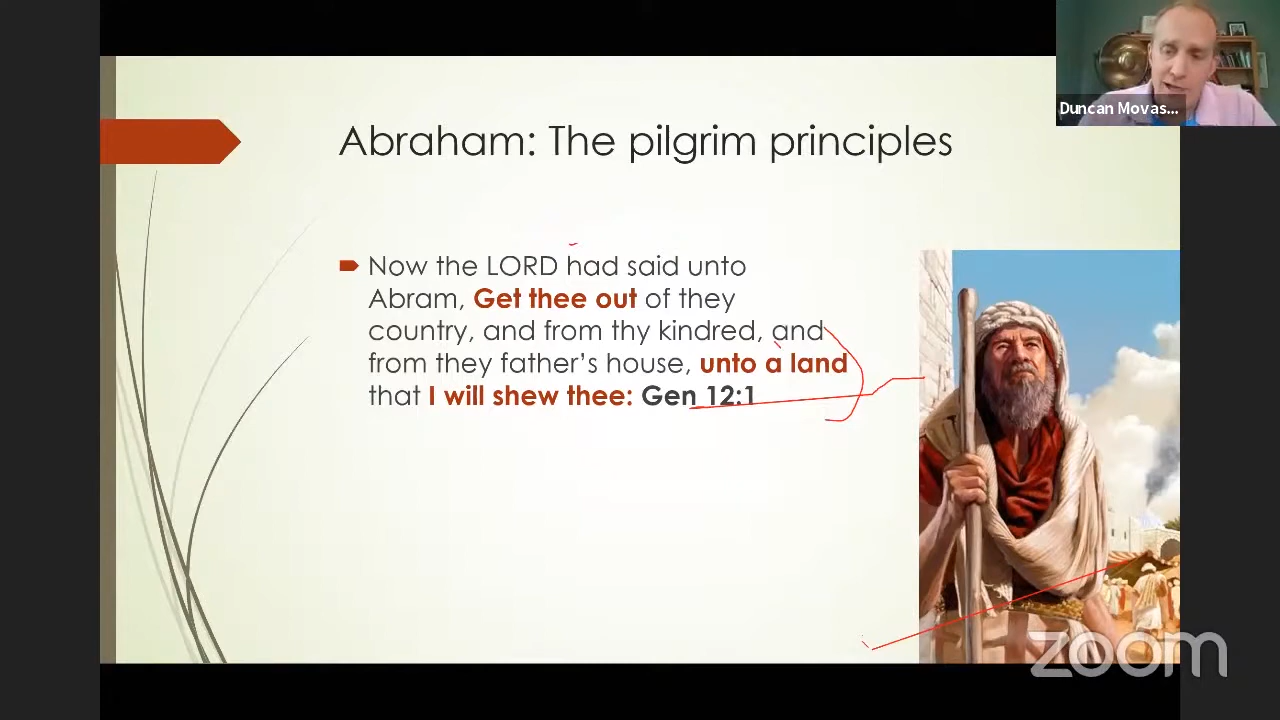 Duncan Movas...
Abraham: The pilgrim principles
Now the LORD had said unto
Abram, Get thee out of they
country, and from thy kindred, and
from they father's house, unto a land
that I will shew thee: Gen 12:1
zoom